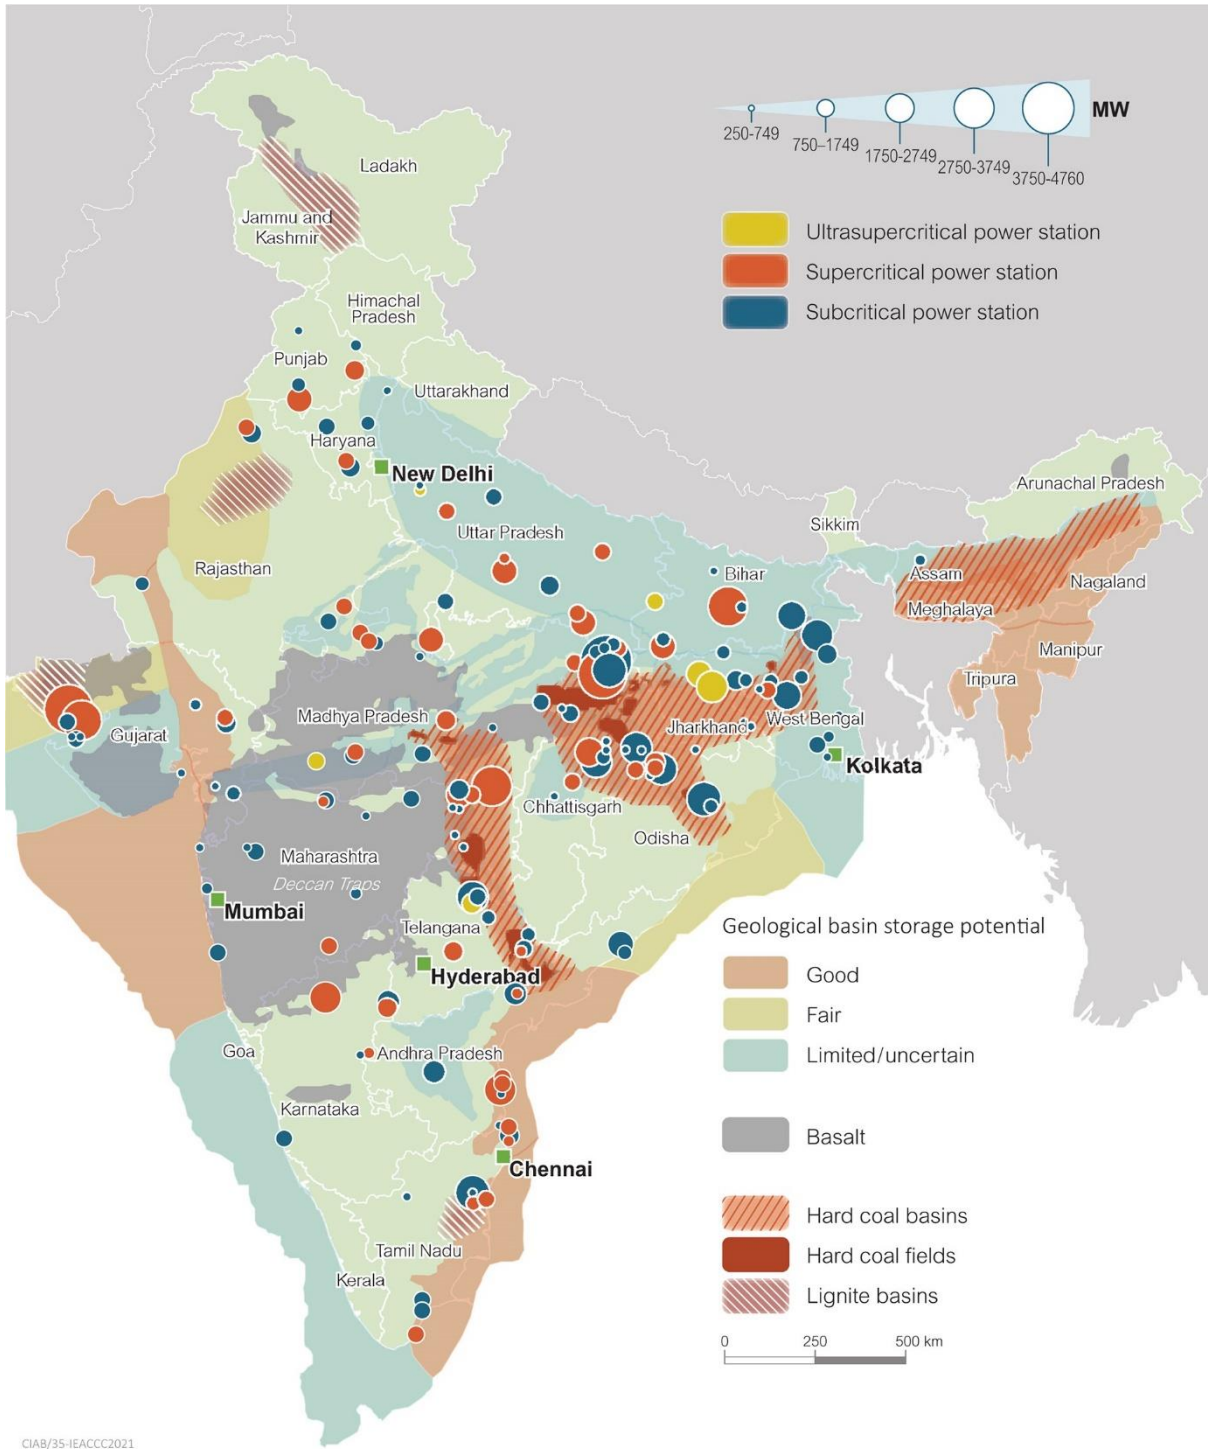 MW
250-749
750–1749
1750-2749
2750-3749
3750-4760
Ultrasupercritical power station
Supercritical power station
Subcritical power station
Ladakh
Jammu and
Kashmir
Himachal
Pradesh
Punjab
Uttarakhand
Haryana
New Delhi
Arunachal Pradesh
Sikkim
Uttar Pradesh
Rajasthan
Bihar
Assam
Nagaland
Meghalaya
Manipur
Tripura
Madhya Pradesh
Gujarat
Jharkhand
West Bengal
Kolkata
Chhattisgarh
Odisha
Maharashtra
Deccan Traps
Mumbai
Telangana
Hyderabad
Goa
Andhra Pradesh
Karnataka
Chennai
Tamil Nadu
Kerala
Geological basin storage potential
Good
Fair
Limited/uncertain
Basalt
Hard coal basins
Hard coal fields
Lignite basins
0 250 500 km
CIAB/35-IEACCC2021